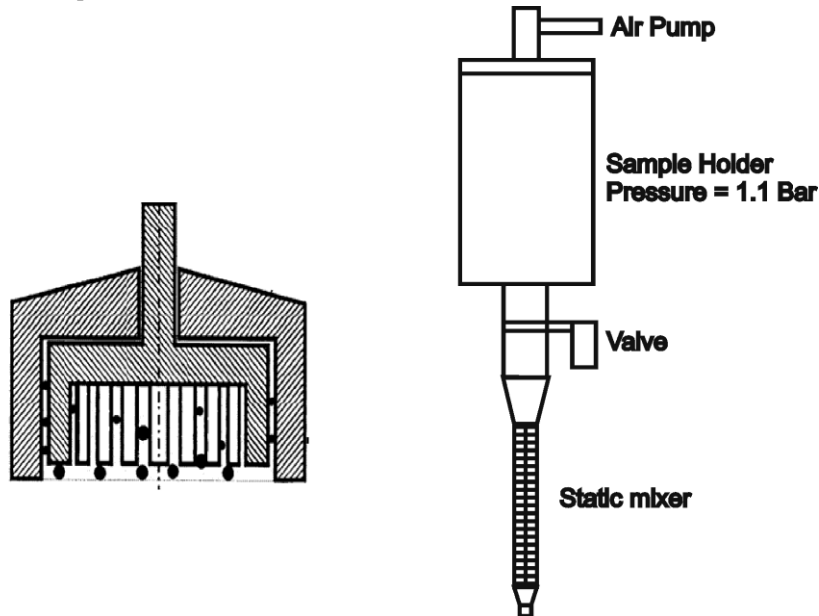 Air Pump
Sample Holder
Pressure = 1.1 Bar
Valve
Static mixer